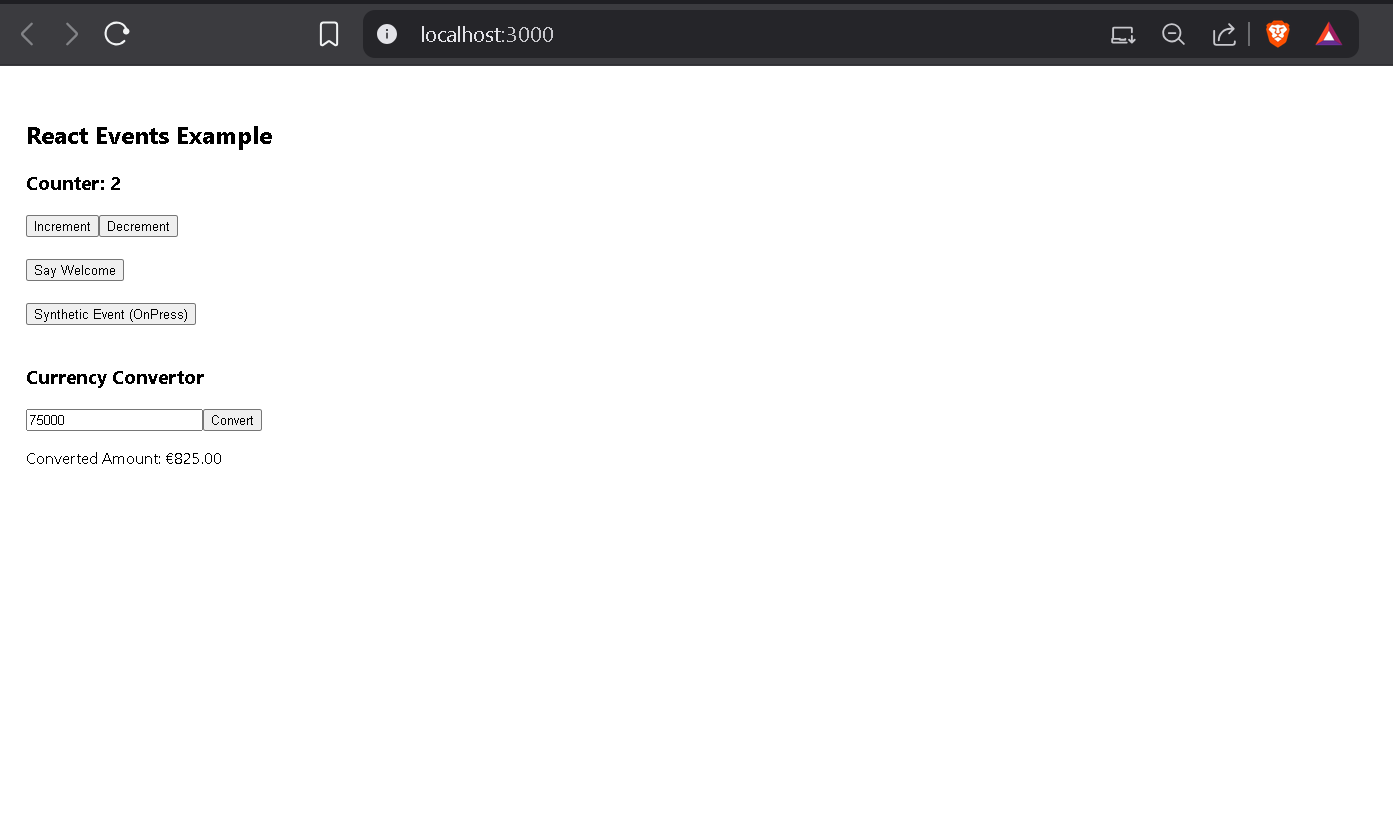 localhost:3000
React Events Example
Counter: 2
Increment Decrement
Say Welcome
Synthetic Event (OnPress)
Currency Convertor
75000 Convert
Converted Amount: €825.00